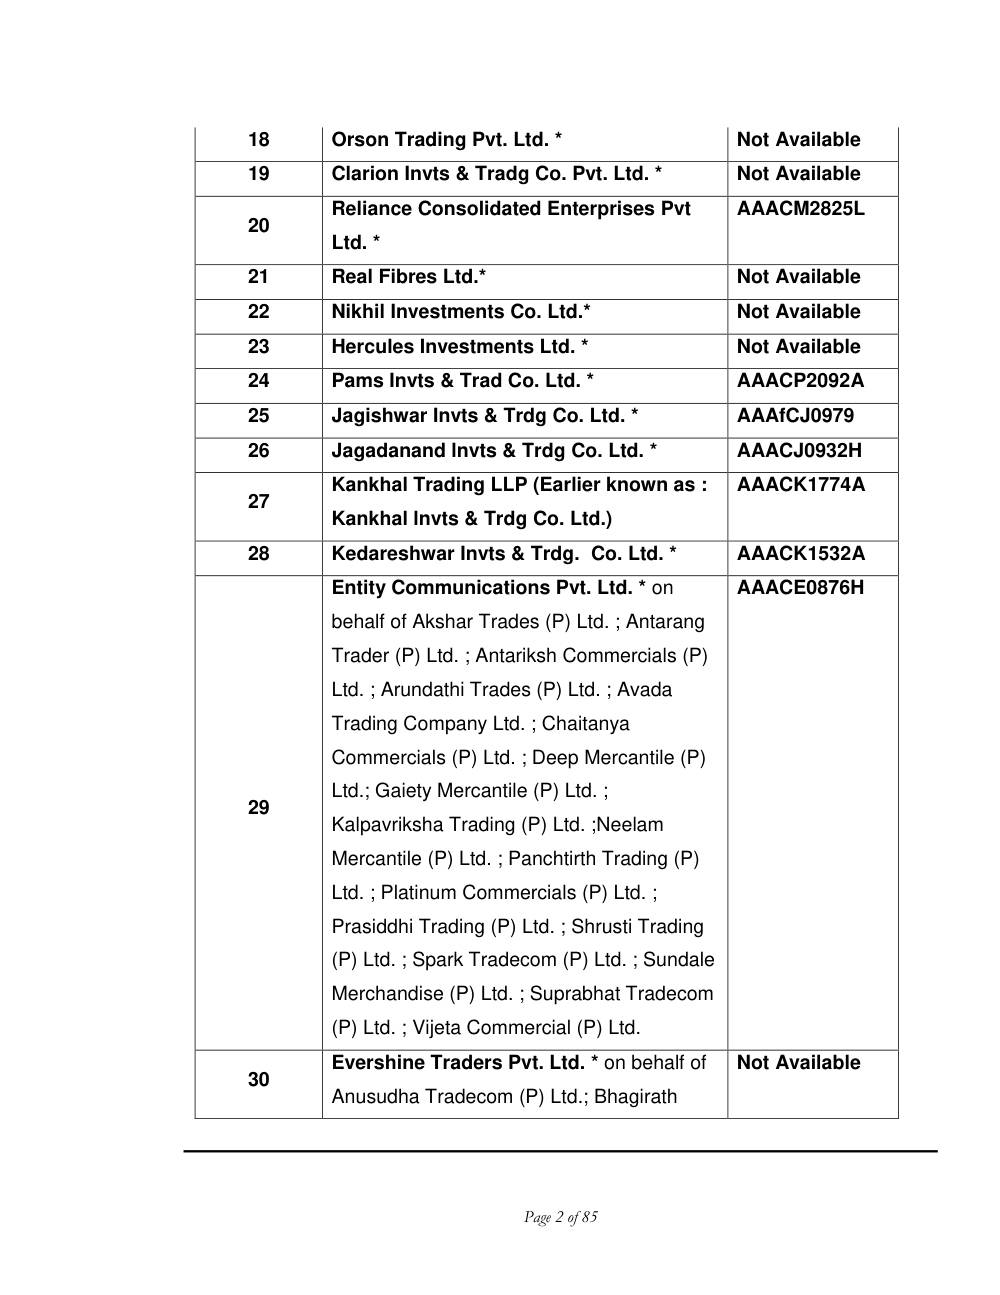 18 Orson Trading Pvt. Ltd. * Not Available
19 Clarion Invts & Tradg Co. Pvt. Ltd. * Not Available
20 Reliance Consolidated Enterprises Pvt AAACM2825L
Ltd. *
21 Real Fibres Ltd.* Not Available
22 Nikhil Investments Co. Ltd.* Not Available
23 Hercules Investments Ltd. * Not Available
24 Pams Invts & Trad Co. Ltd. * AAACP2092A
25 Jagishwar Invts & Trdg Co. Ltd. * AAAfCJ0979
26 Jagadanand Invts & Trdg Co. Ltd. * AAACJ0932H
27 Kankhal Trading LLP (Earlier known as : AAACK1774A
Kankhal Invts & Trdg Co. Ltd.)
28 Kedareshwar Invts & Trdg. Co. Ltd. * AAACK1532A
29 Entity Communications Pvt. Ltd. * on AAACE0876H
behalf of Akshar Trades (P) Ltd. ; Antarang
Trader (P) Ltd. ; Antariksh Commercials (P)
Ltd. ; Arundathi Trades (P) Ltd. ; Avada
Trading Company Ltd. ; Chaitanya
Commercials (P) Ltd. ; Deep Mercantile (P)
Ltd.; Gaiety Mercantile (P) Ltd. ;
Kalpavriksha Trading (P) Ltd. ;Neelam
Mercantile (P) Ltd. ; Panchtirth Trading (P)
Ltd. ; Platinum Commercials (P) Ltd. ;
Prasiddhi Trading (P) Ltd. ; Shrusti Trading
(P) Ltd. ; Spark Tradecom (P) Ltd. ; Sundale
Merchandise (P) Ltd. ; Suprabhat Tradecom
(P) Ltd. ; Vijeta Commercial (P) Ltd.
30 Evershine Traders Pvt. Ltd. * on behalf of Not Available
Anusudha Tradecom (P) Ltd.; Bhagirath
Page 2 of 85